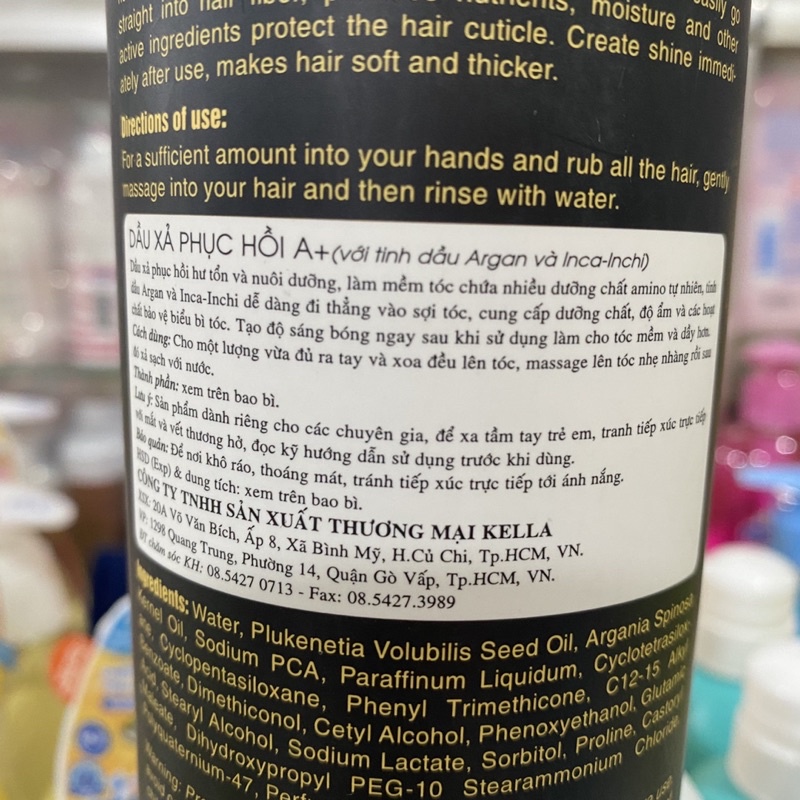 straight into hair fiber, nutrients, moisture and other
active ingredients protect the hair cuticle. Create shine immedi-
ately after use, makes hair soft and thicker.
Directions of use:
For a sufficient amount into your hands and rub all the hair, gently
massage into your hair and then rinse with water.
DẦU XẢ PHỤC HỒI A+ (với tinh dầu Argan và Inca-Inchi)
Dầu xả phục hồi hư tổn và nuôi dưỡng, làm mềm tóc chứa nhiều dưỡng chất amino tự nhiên, tinh
dầu Argan và Inca-Inchi dễ dàng đi thẳng vào sợi tóc, cung cấp dưỡng chất, độ ẩm và các hoạt
chất bảo vệ biểu bì tóc. Tạo độ sáng bóng ngay sau khi sử dụng làm cho tóc mềm và dầy hơn.
Cách dùng: Cho một lượng vừa đủ ra tay và xoa đều lên tóc, massage lên tóc nhẹ nhàng rồi sau
đó xả sạch với nước.
Thành phần: xem trên bao bì.
Lưu ý: Sản phẩm dành riêng cho các chuyên gia, để xa tầm tay trẻ em, tranh tiếp xúc trực tiếp
với mắt và vết thương hở, đọc kỹ hướng dẫn sử dụng trước khi dùng.
Bảo quản: Để nơi khô ráo, thoáng mát, tránh tiếp xúc trực tiếp tới ánh nắng.
HSD (Exp) & dung tích: xem trên bao bì.
CÔNG TY TNHH SẢN XUẤT THƯƠNG MẠI KELLA
XSX: 20A Võ Văn Bích, Ấp 8, Xã Bình Mỹ, H.Củ Chi, Tp.HCM, VN.
VP: 1298 Quang Trung, Phường 14, Quận Gò Vấp, Tp.HCM, VN.
ĐT chăm sóc KH: 08.5427 0713 - Fax: 08.5427.3989
Ingredients: Water, Plukenetia Volubilis Seed Oil, Argania Spinosa
Kernel Oil, Sodium PCA, Paraffinum Liquidum, Cyclotetrasilox-
ane, Cyclopentasiloxane, Phenyl Trimethicone, C12-15 Alkyl
Benzoate, Dimethiconol, Cetyl Alcohol, Phenoxyethanol, Glutamic
Acid, Stearyl Alcohol, Sodium Lactate, Sorbitol, Proline, Castoryl
Maleate, Dihydroxypropyl PEG-10 Stearammonium Chloride,
Polyquaternium-47,
Warning: